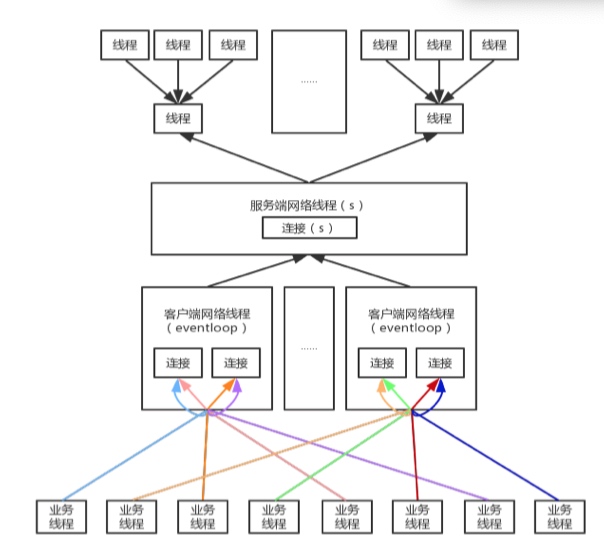 线程
线程
线程
线程
线程
线程
......
线程
线程
服务端网络线程（s）
连接（s）
客户端网络线程
（eventloop）
连接
连接
......
客户端网络线程
（eventloop）
连接
连接
业务
线程
业务
线程
业务
线程
业务
线程
业务
线程
业务
线程
业务
线程
业务
线程